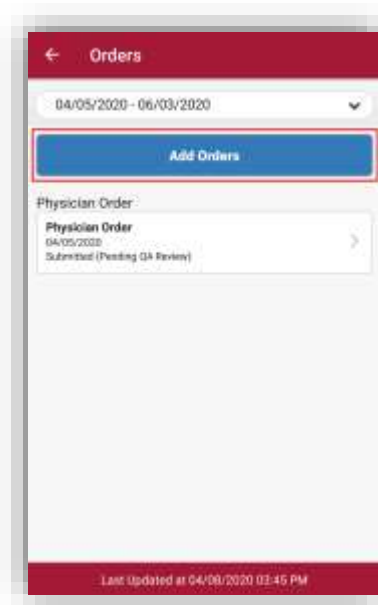 Orders
04/05/2020 - 06/03/2020
Add Orders
Physician Order
Physician Order
04/05/2020
Submitted (Pending QA Review)
Last Updated at 04/08/2020 03:45 PM